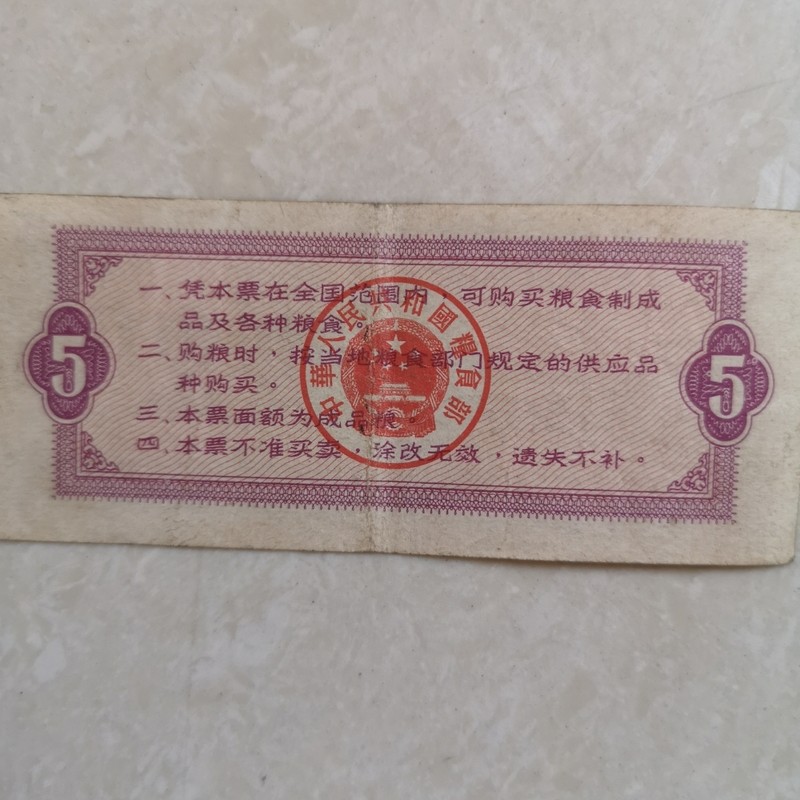 一、凭本票在全国范围内，可购买粮食制成
品及各种粮食。
二、购粮时，按当地粮食部门规定的供应品
种购买。
三、本票面额为成品粮。
四、本票不准买卖，涂改无效，遗失不补。
5
5
中華人民共和國粮食部